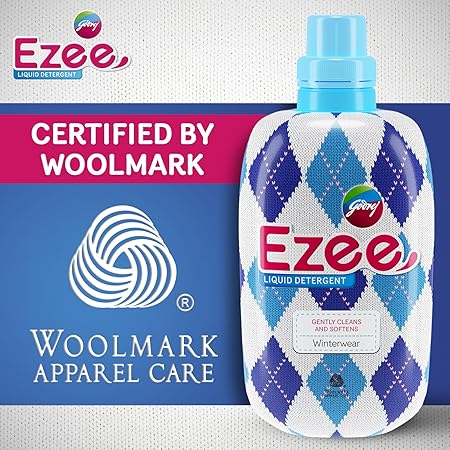 Godrej
Ezee
LIQUID DETERGENT
CERTIFIED BY
WOOLMARK
®
WOOLMARK
APPAREL CARE
Godrej
Ezee
LIQUID DETERGENT
GENTLY CLEANS
AND SOFTENS
Winterwear